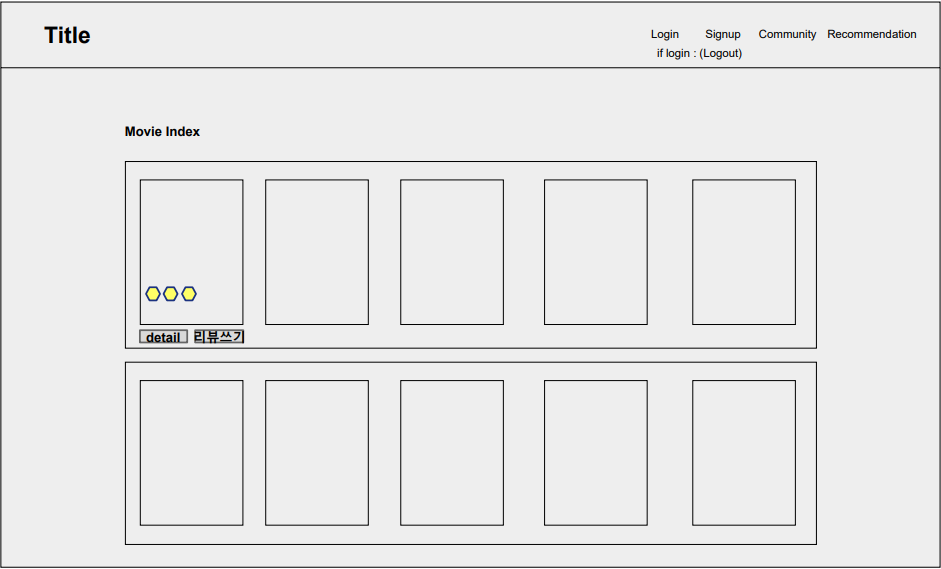 Title
Login Signup Community Recommendation
if login : (Logout)
Movie Index
detail 리뷰쓰기